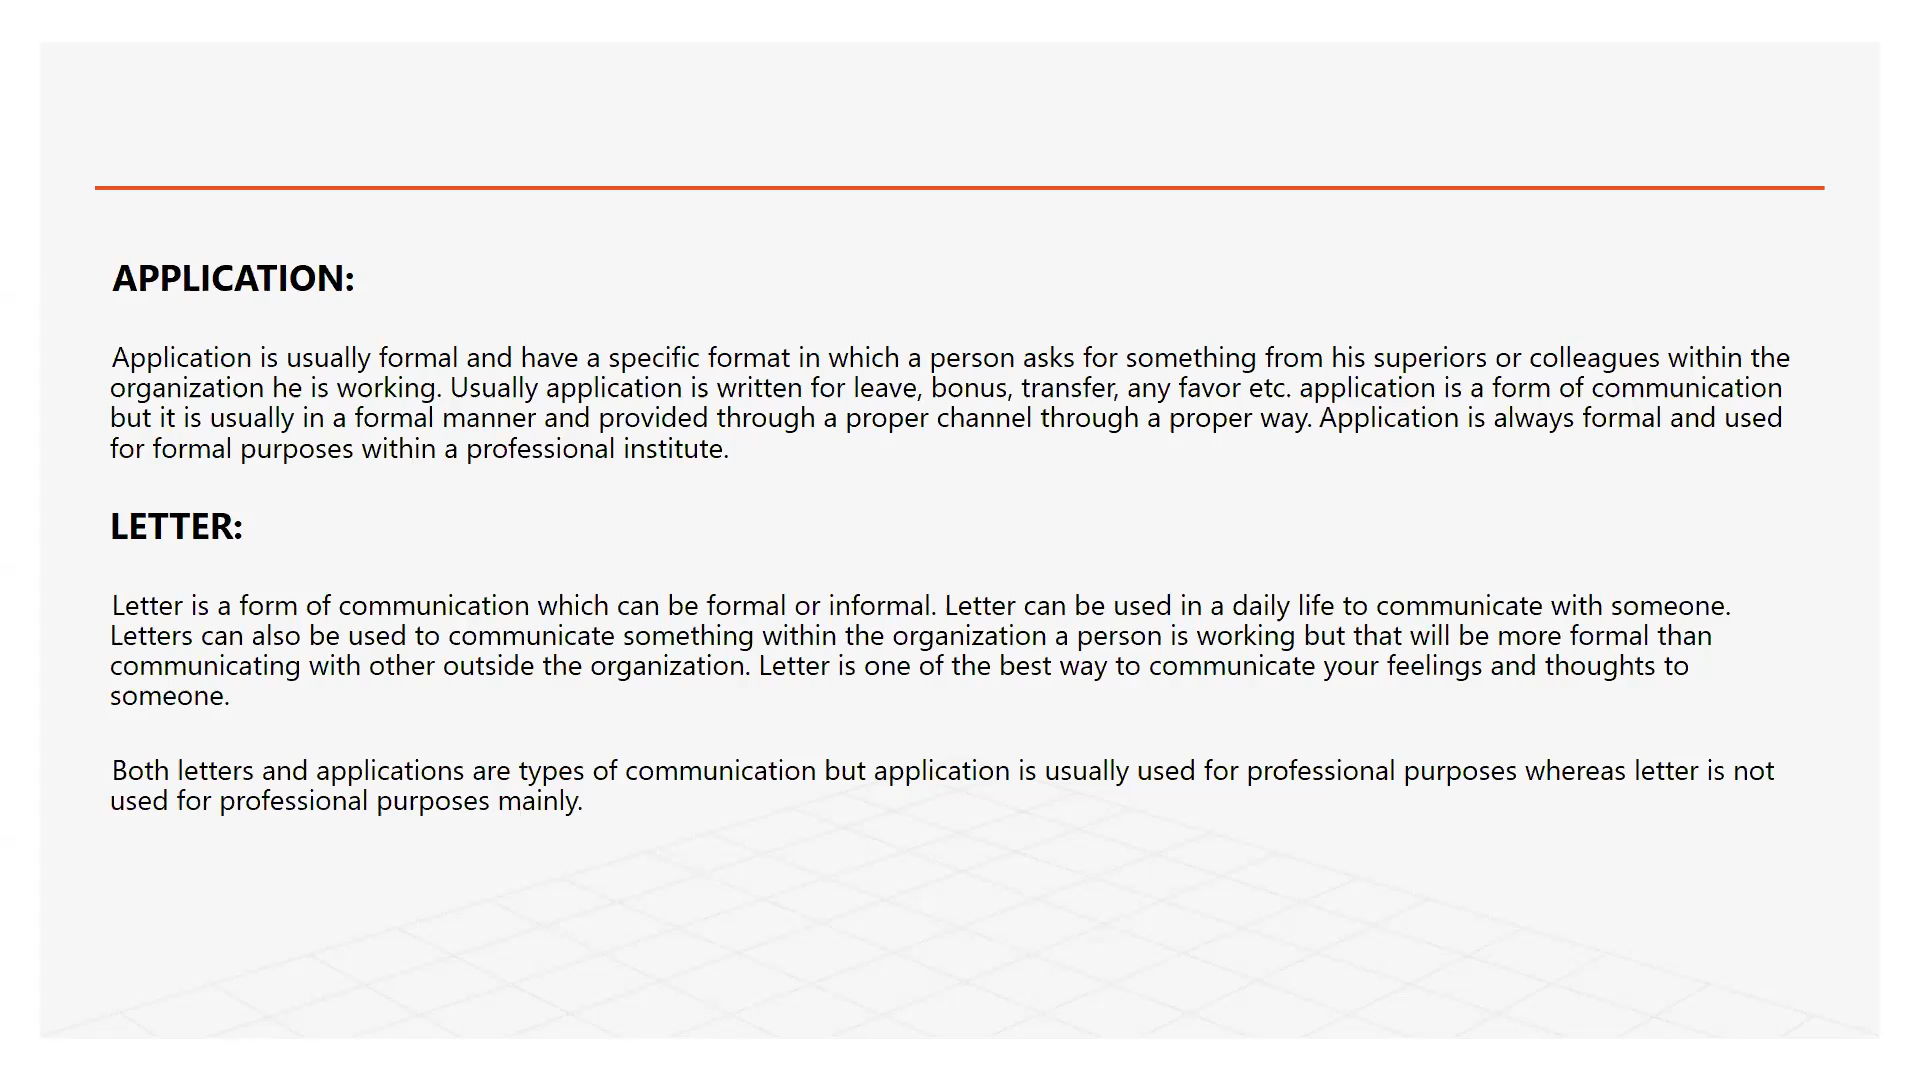 APPLICATION:
Application is usually formal and have a specific format in which a person asks for something from his superiors or colleagues within the
organization he is working. Usually application is written for leave, bonus, transfer, any favor etc. application is a form of communication
but it is usually in a formal manner and provided through a proper channel through a proper way. Application is always formal and used
for formal purposes within a professional institute.
LETTER:
Letter is a form of communication which can be formal or informal. Letter can be used in a daily life to communicate with someone.
Letters can also be used to communicate something within the organization a person is working but that will be more formal than
communicating with other outside the organization. Letter is one of the best way to communicate your feelings and thoughts to
someone.
Both letters and applications are types of communication but application is usually used for professional purposes whereas letter is not
used for professional purposes mainly.